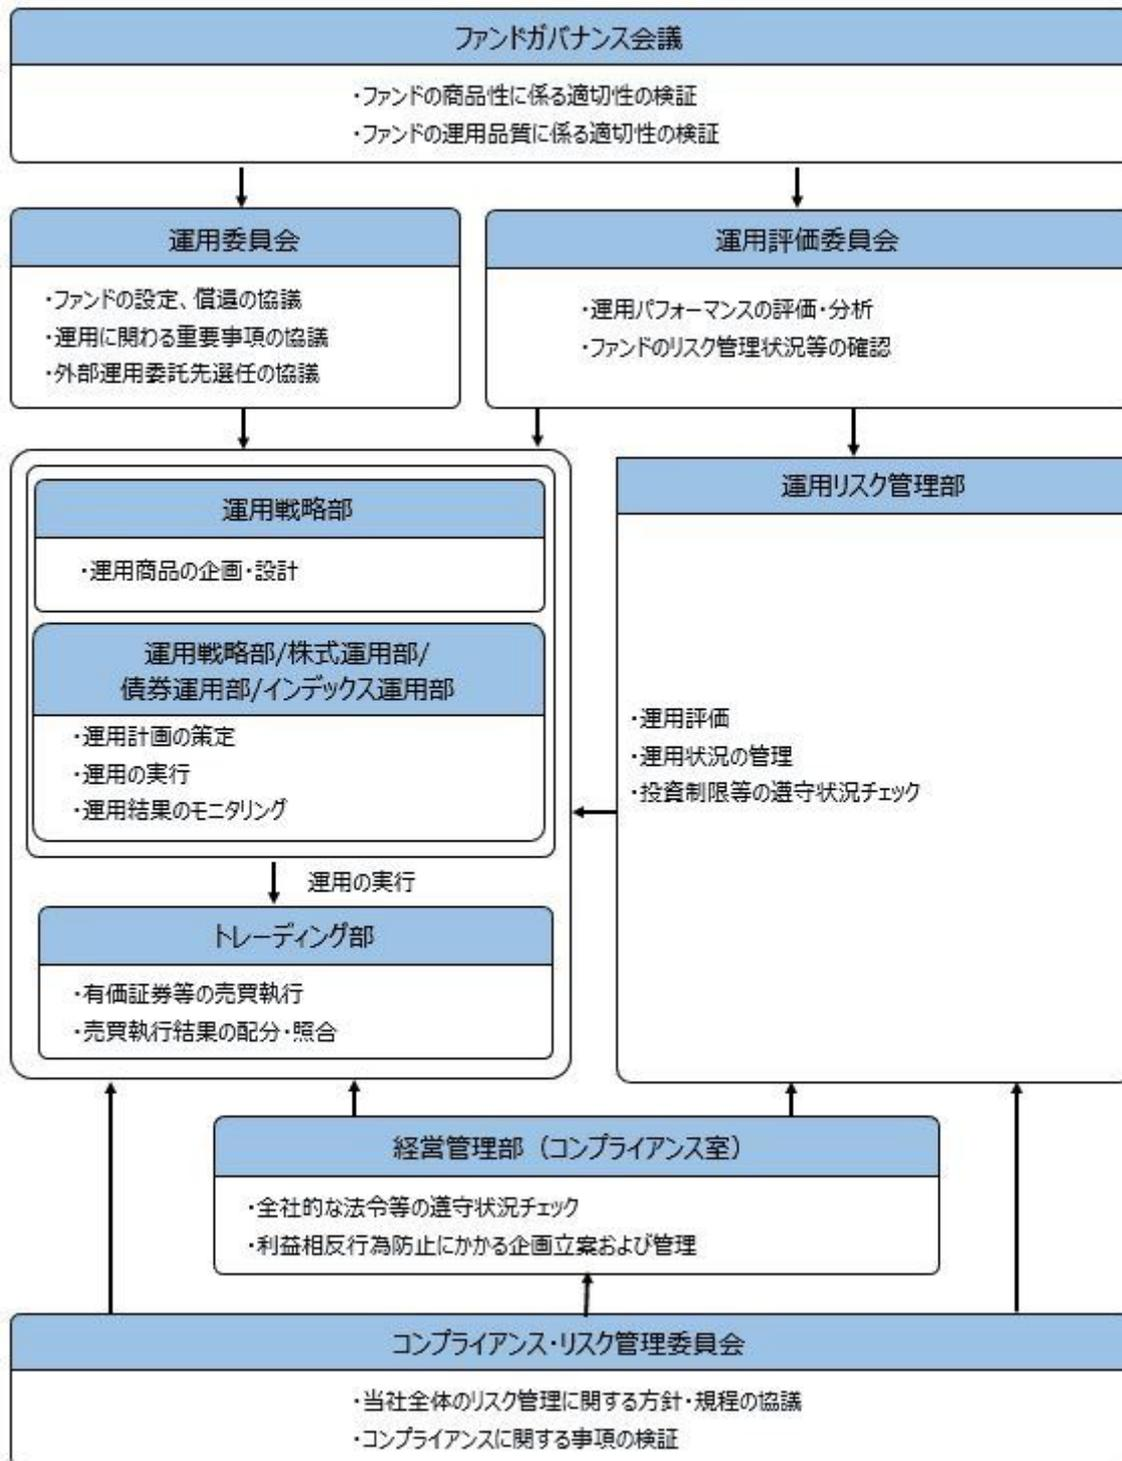 ファンドガバナンス会議
・ファンドの商品性に係る適切性の検証
・ファンドの運用品質に係る適切性の検証
運用委員会
・ファンドの設定、償還の協議
・運用に関わる重要事項の協議
・外部運用委託先選任の協議
運用評価委員会
・運用パフォーマンスの評価・分析
・ファンドのリスク管理状況等の確認
運用戦略部
・運用商品の企画・設計
運用戦略部/株式運用部/
債券運用部/インデックス運用部
・運用計画の策定
・運用の実行
・運用結果のモニタリング
運用の実行
トレーディング部
・有価証券等の売買執行
・売買執行結果の配分・照合
運用リスク管理部
・運用評価
・運用状況の管理
・投資制限等の遵守状況チェック
経営管理部（コンプライアンス室）
・全社的な法令等の遵守状況チェック
・利益相反行為防止にかかる企画立案および管理
コンプライアンス・リスク管理委員会
・当社全体のリスク管理に関する方針・規程の協議
・コンプライアンスに関する事項の検証